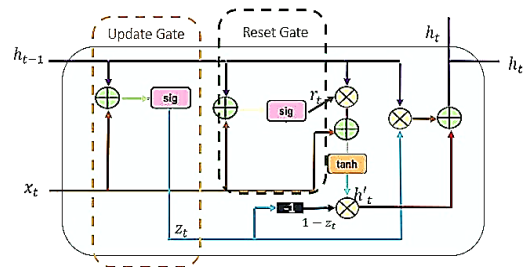 Update Gate
Reset Gate
h_t
h_{t-1}
h_t
sig
r_t
sig
tanh
x_t
h'_t
z_t
-1
1 - z_t